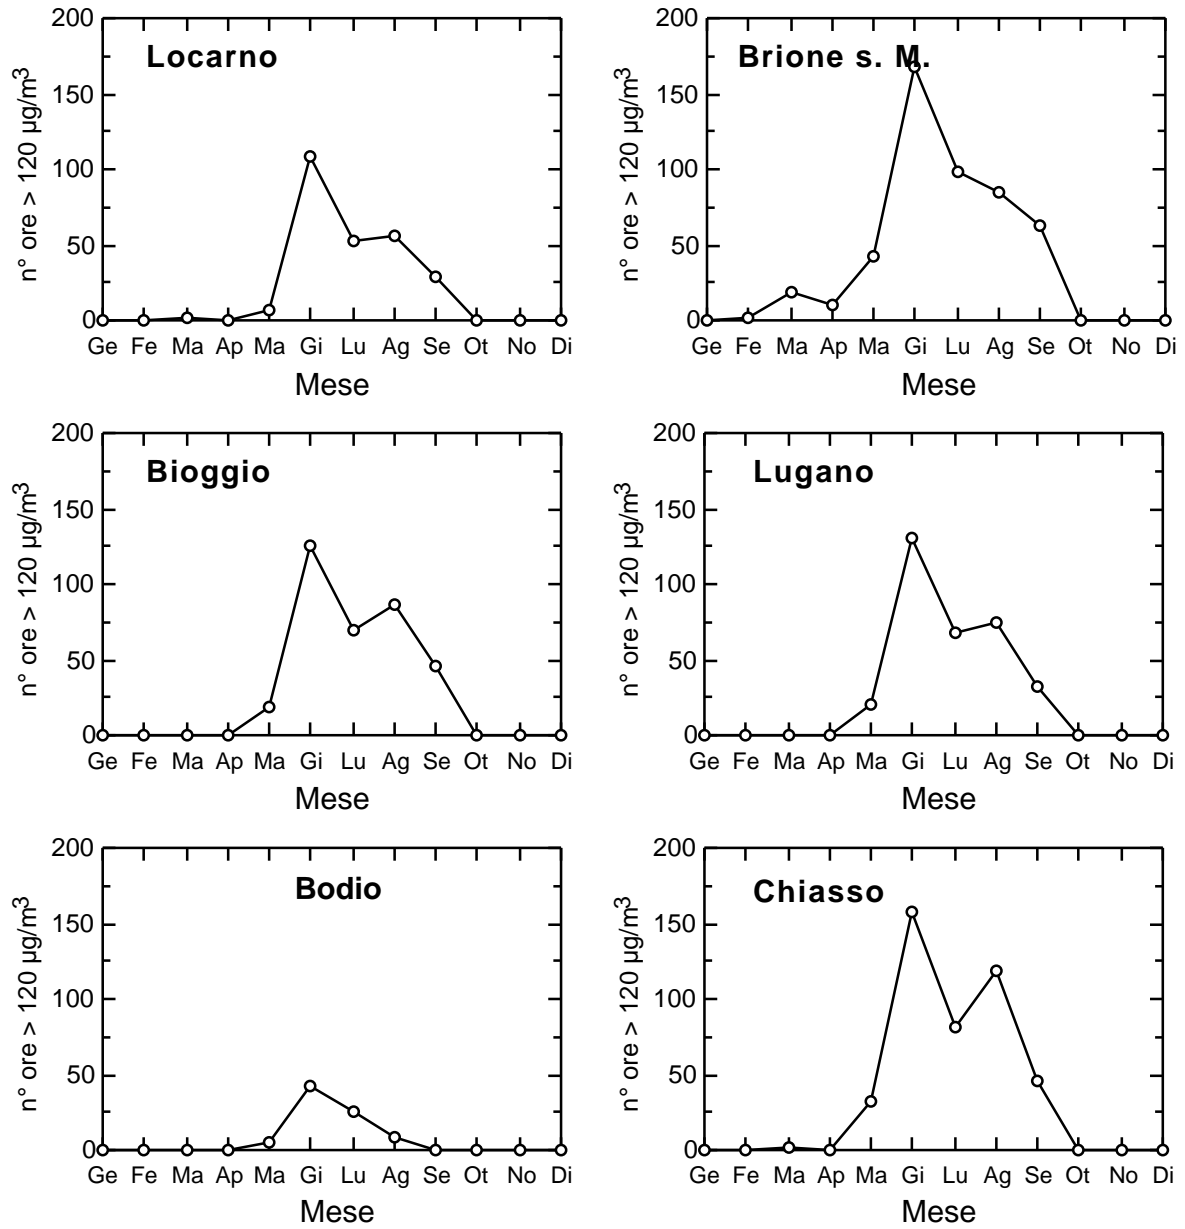 Locarno
n° ore > 120 µg/m³
200
150
100
50
0
Ge Fe Ma Ap Ma Gi Lu Ag Se Ot No Di
Mese
Brione s. M.
n° ore > 120 µg/m³
200
150
100
50
0
Ge Fe Ma Ap Ma Gi Lu Ag Se Ot No Di
Mese
Bioggio
n° ore > 120 µg/m³
200
150
100
50
0
Ge Fe Ma Ap Ma Gi Lu Ag Se Ot No Di
Mese
Lugano
n° ore > 120 µg/m³
200
150
100
50
0
Ge Fe Ma Ap Ma Gi Lu Ag Se Ot No Di
Mese
Bodio
n° ore > 120 µg/m³
200
150
100
50
0
Ge Fe Ma Ap Ma Gi Lu Ag Se Ot No Di
Mese
Chiasso
n° ore > 120 µg/m³
200
150
100
50
0
Ge Fe Ma Ap Ma Gi Lu Ag Se Ot No Di
Mese